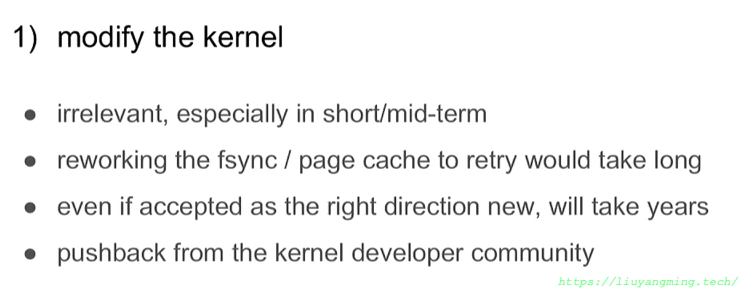 1) modify the kernel
● irrelevant, especially in short/mid-term
● reworking the fsync / page cache to retry would take long
● even if accepted as the right direction new, will take years
● pushback from the kernel developer community
https://liuyangming.tech/